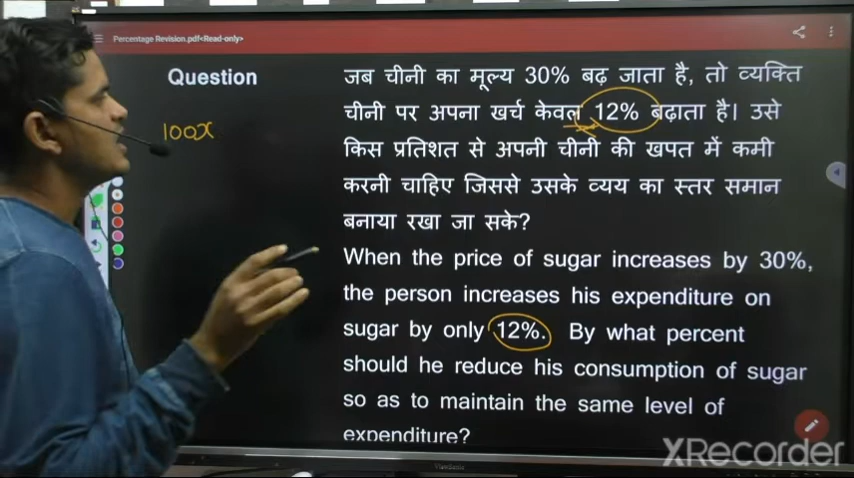 Percentage Revision.pdf<Read-only>
Question
100x
जब चीनी का मूल्य 30% बढ़ जाता है, तो व्यक्ति
चीनी पर अपना खर्च केवल 12% बढ़ाता है। उसे
किस प्रतिशत से अपनी चीनी की खपत में कमी
करनी चाहिए जिससे उसके व्यय का स्तर समान
बनाया रखा जा सके?
When the price of sugar increases by 30%,
the person increases his expenditure on
sugar by only 12%. By what percent
should he reduce his consumption of sugar
so as to maintain the same level of
expenditure?
XRecorder